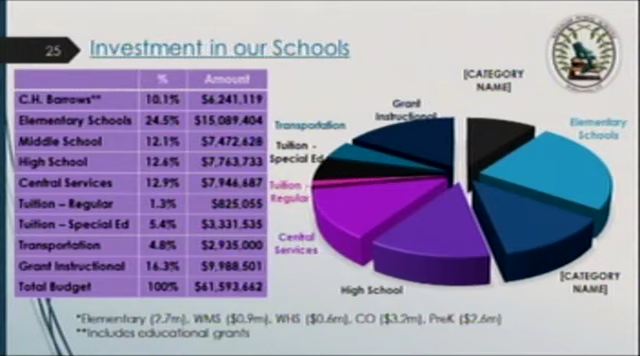 25
Investment in our Schools
% Amount
C.H. Barrows** 10.1% $6,241,119
Elementary Schools 24.5% $15,089,404
Middle School 12.1% $7,472,628
High School 12.6% $7,763,733
Central Services 12.9% $7,946,687
Tuition – Regular 1.3% $825,055
Tuition – Special Ed 5.4% $3,331,535
Transportation 4.8% $2,935,000
Grant Instructional 16.3% $9,988,501
Total Budget 100% $61,593,662
[CATEGORY
NAME]
Grant
Instructional
Transportation
Elementary
Schools
Tuition -
Special Ed
Tuition -
Regular
Central
Services
High School
[CATEGORY
NAME]
*Elementary (2.7m), WMS ($0.9m), WHS ($0.6m), CO ($3.2m), PreK ($2.6m)
**Includes educational grants